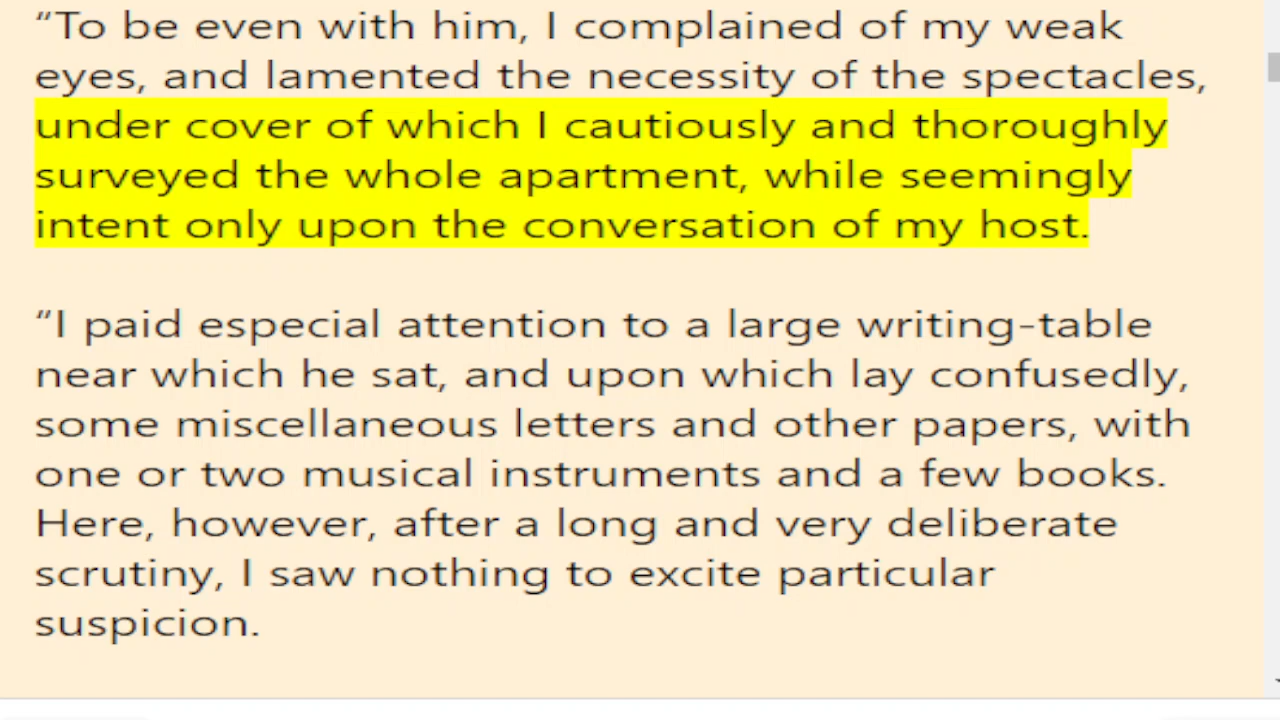 “To be even with him, I complained of my weak
eyes, and lamented the necessity of the spectacles,
under cover of which I cautiously and thoroughly
surveyed the whole apartment, while seemingly
intent only upon the conversation of my host.
“I paid especial attention to a large writing-table
near which he sat, and upon which lay confusedly,
some miscellaneous letters and other papers, with
one or two musical instruments and a few books.
Here, however, after a long and very deliberate
scrutiny, I saw nothing to excite particular
suspicion.